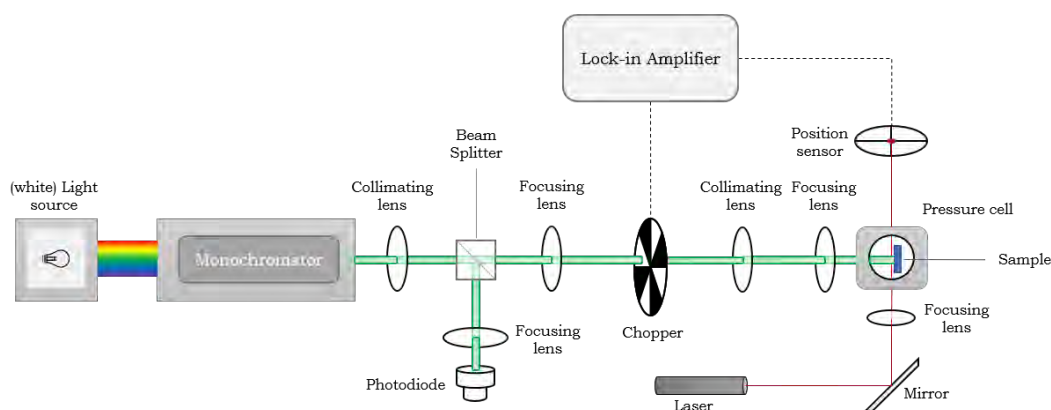 Lock-in Amplifier
Beam
Splitter
Position
sensor
(white) Light
source
Collimating
lens
Focusing
lens
Collimating
lens
Focusing
lens
Pressure cell
Monochromator
Sample
Chopper
Focusing
lens
Focusing
lens
Photodiode
Laser
Mirror